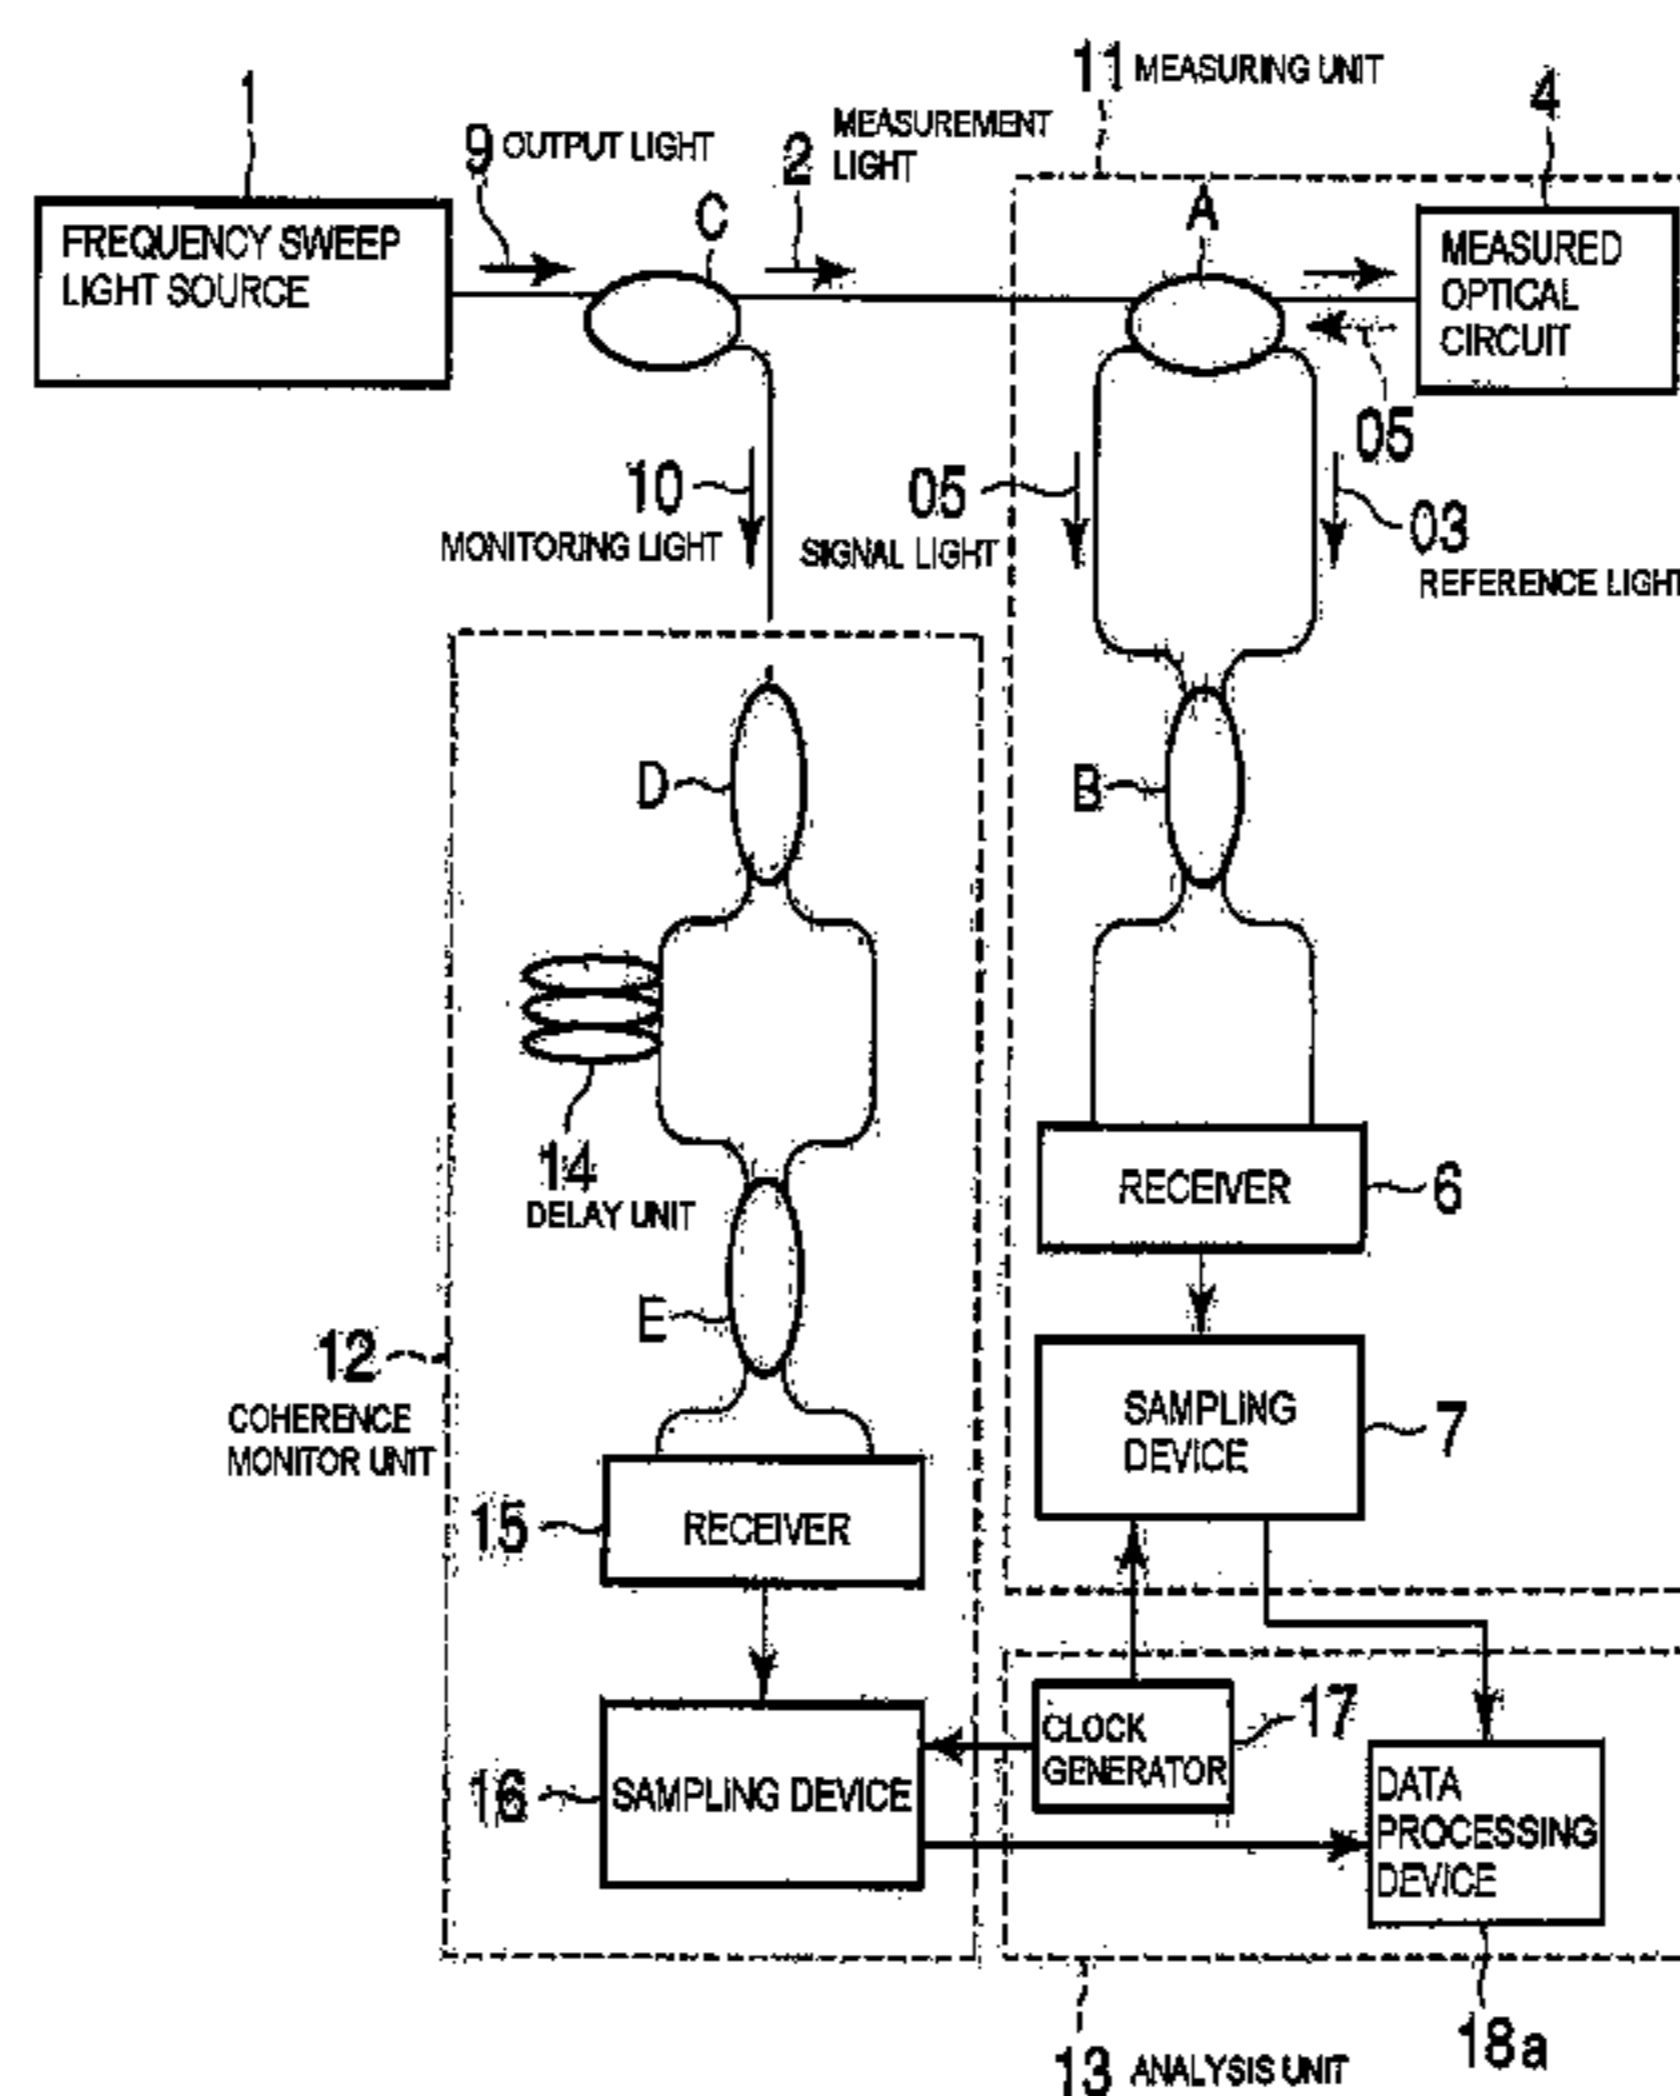 1
9 OUTPUT LIGHT
2 MEASUREMENT
LIGHT
11 MEASURING UNIT
4
C
A
FREQUENCY SWEEP
LIGHT SOURCE
MEASURED
OPTICAL
CIRCUIT
05
10
MONITORING LIGHT
05
SIGNAL LIGHT
03
REFERENCE LIGHT
D
B
14
DELAY UNIT
RECEIVER
6
E
12
COHERENCE
MONITOR UNIT
SAMPLING
DEVICE
7
15
RECEIVER
CLOCK
GENERATOR
17
16
SAMPLING DEVICE
DATA
PROCESSING
DEVICE
18a
13 ANALYSIS UNIT